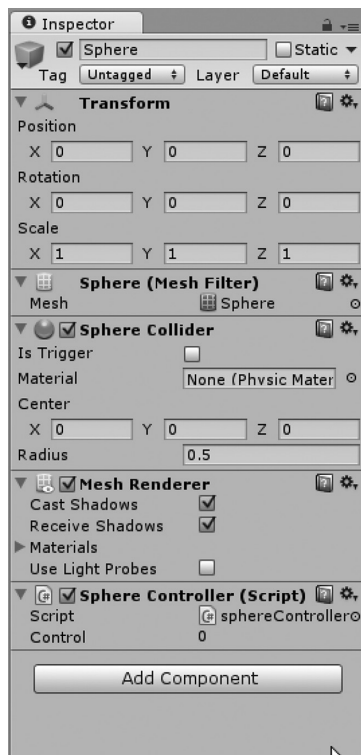 Inspector
Sphere Static
Tag Untagged Layer Default
Transform
Position
X 0 Y 0 Z 0
Rotation
X 0 Y 0 Z 0
Scale
X 1 Y 1 Z 1
Sphere (Mesh Filter)
Mesh Sphere
Sphere Collider
Is Trigger
Material None (Physic Mater
Center
X 0 Y 0 Z 0
Radius 0.5
Mesh Renderer
Cast Shadows
Receive Shadows
Materials
Use Light Probes
C# Sphere Controller (Script)
Script C# sphereController
Control 0
Add Component